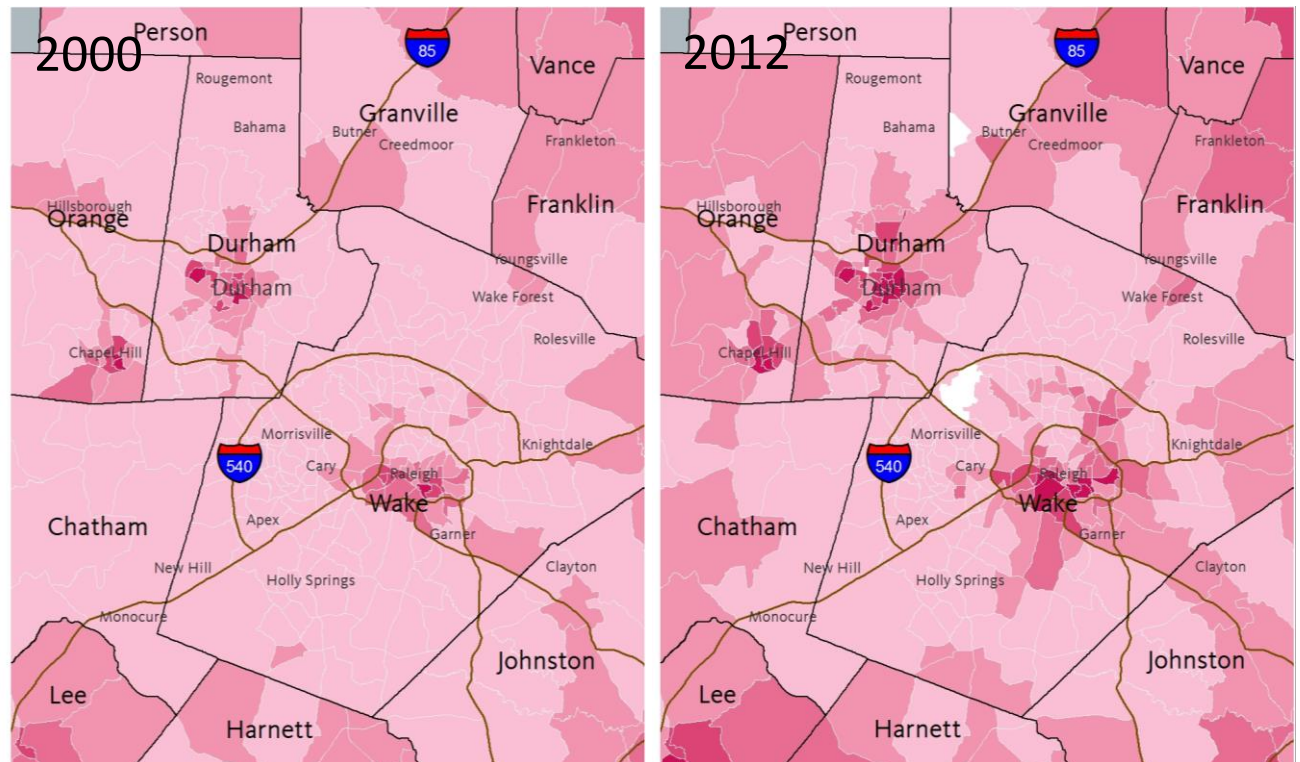 2000
Person
85
Vance
Rougemont
Granville
Bahama
Butner
Creedmoor
Frankleton
Hillsborough
Orange
Franklin
Durham
Youngsville
Durham
Wake Forest
Rolesville
Chapel Hill
Morrisville
Knightdale
540
Cary
Raleigh
Wake
Apex
Chatham
Garner
New Hill
Holly Springs
Clayton
Monocure
Johnston
Lee
Harnett
2012
Person
85
Vance
Rougemont
Granville
Bahama
Butner
Creedmoor
Frankleton
Hillsborough
Orange
Franklin
Durham
Youngsville
Durham
Wake Forest
Rolesville
Chapel Hill
Morrisville
Knightdale
540
Cary
Raleigh
Wake
Apex
Chatham
Garner
New Hill
Holly Springs
Clayton
Monocure
Johnston
Lee
Harnett